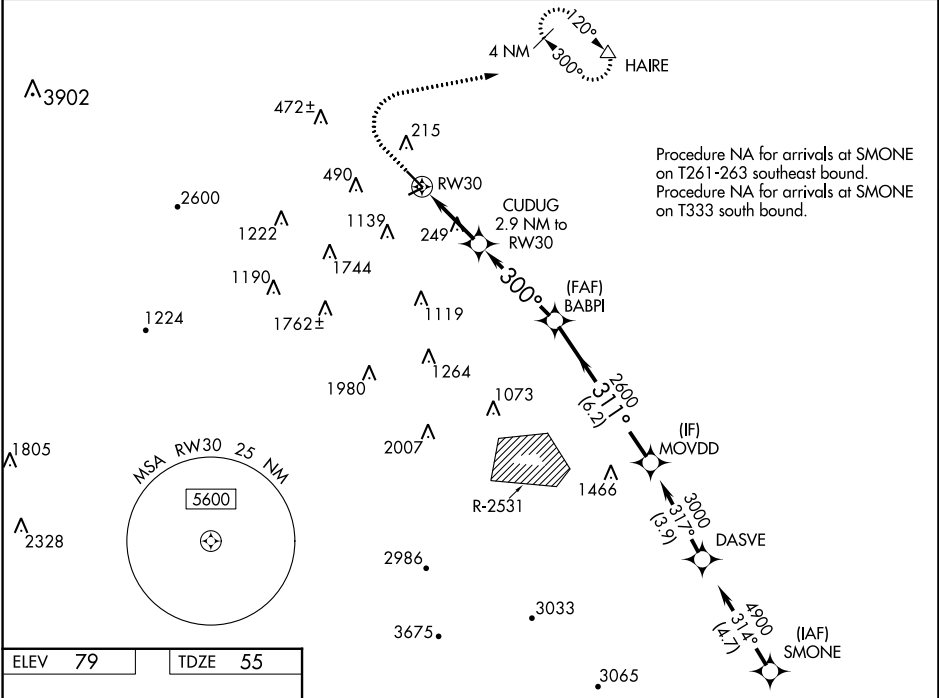 120°
4 NM
300°
HAIRE
3902
472±
215
Procedure NA for arrivals at SMONE
on T261-263 southeast bound.
Procedure NA for arrivals at SMONE
on T333 south bound.
490
RW30
2600
CUDUG
2.9 NM to
RW30
1222
1139
249
1744
1190
300°
(FAF)
BABPI
1762±
1119
1224
1264
1980
2600
311°
(6.2)
1073
(IF)
MOVDD
2007
1805
MSA RW30 25 NM
5600
R-2531
1466
3000
317°
(3.9)
DASVE
2328
2986
3033
4900
314°
(4.7)
(IAF)
SMONE
3675
3065
ELEV 79
TDZE 55